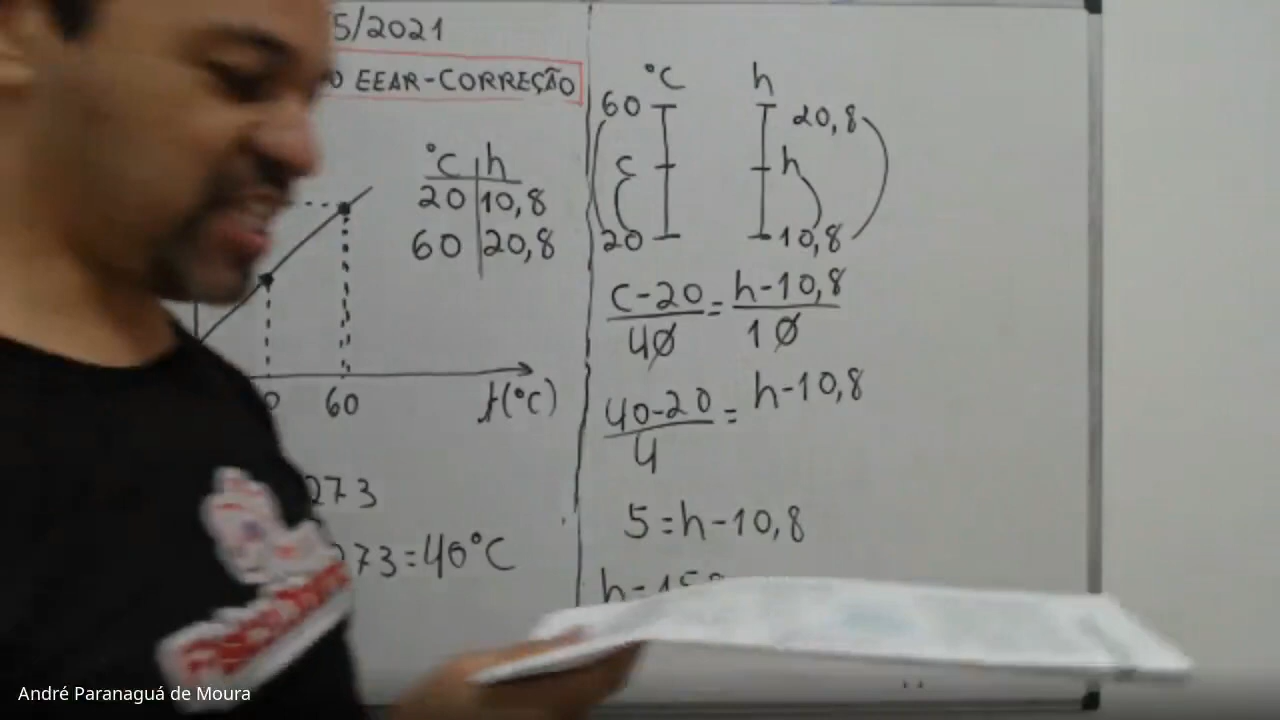 5/2021
O EEAR-CORREÇÃO
°C h
20 10,8
60 20,8
60
t(°C)
273
73=40°C
°C h
60 20,8
C h
20 10,8
C-20 = h-10,8
40 10
40-20 = h-10,8
4
5=h-10,8
André Paranaguá de Moura